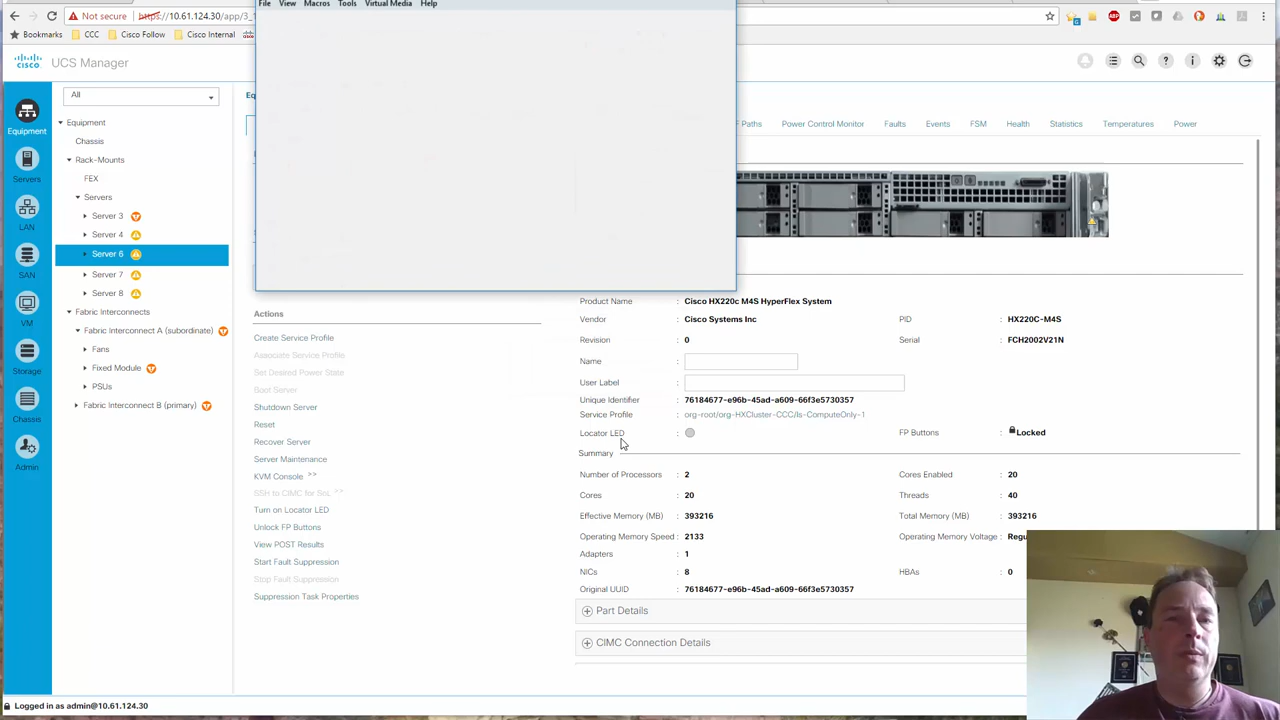 File View Macros Tools Virtual Media Help
Not secure https://10.61.124.30/app/3_1
Bookmarks CCC Cisco Follow Cisco Internal
cisco UCS Manager
All
Equipment
Servers
LAN
SAN
VM
Storage
Chassis
Admin
Equipment
Chassis
Rack-Mounts
FEX
Servers
Server 3
Server 4
Server 6
Server 7
Server 8
Fabric Interconnects
Fabric Interconnect A (subordinate)
Fans
Fixed Module
PSUs
Fabric Interconnect B (primary)
Paths Power Control Monitor Faults Events FSM Health Statistics Temperatures Power
Actions
Create Service Profile
Associate Service Profile
Set Desired Power State
Boot Server
Shutdown Server
Reset
Recover Server
Server Maintenance
KVM Console >>
SSH to CIMC for SoL >>
Turn on Locator LED
Unlock FP Buttons
View POST Results
Start Fault Suppression
Stop Fault Suppression
Suppression Task Properties
Product Name : Cisco HX220c M4S HyperFlex System
Vendor : Cisco Systems Inc PID : HX220C-M4S
Revision : 0 Serial : FCH2002V21N
Name :
User Label :
Unique Identifier : 76184677-e96b-45ad-a609-66f3e5730357
Service Profile : org-root/org-HXCluster-CCC/ls-ComputeOnly-1
Locator LED : FP Buttons : Locked
Summary
Number of Processors : 2 Cores Enabled : 20
Cores : 20 Threads : 40
Effective Memory (MB) : 393216 Total Memory (MB) : 393216
Operating Memory Speed : 2133 Operating Memory Voltage :
Adapters : 1
NICs : 8 HBAs : 0
Original UUID : 76184677-e96b-45ad-a609-66f3e5730357
Part Details
CIMC Connection Details
Logged in as admin@10.61.124.30